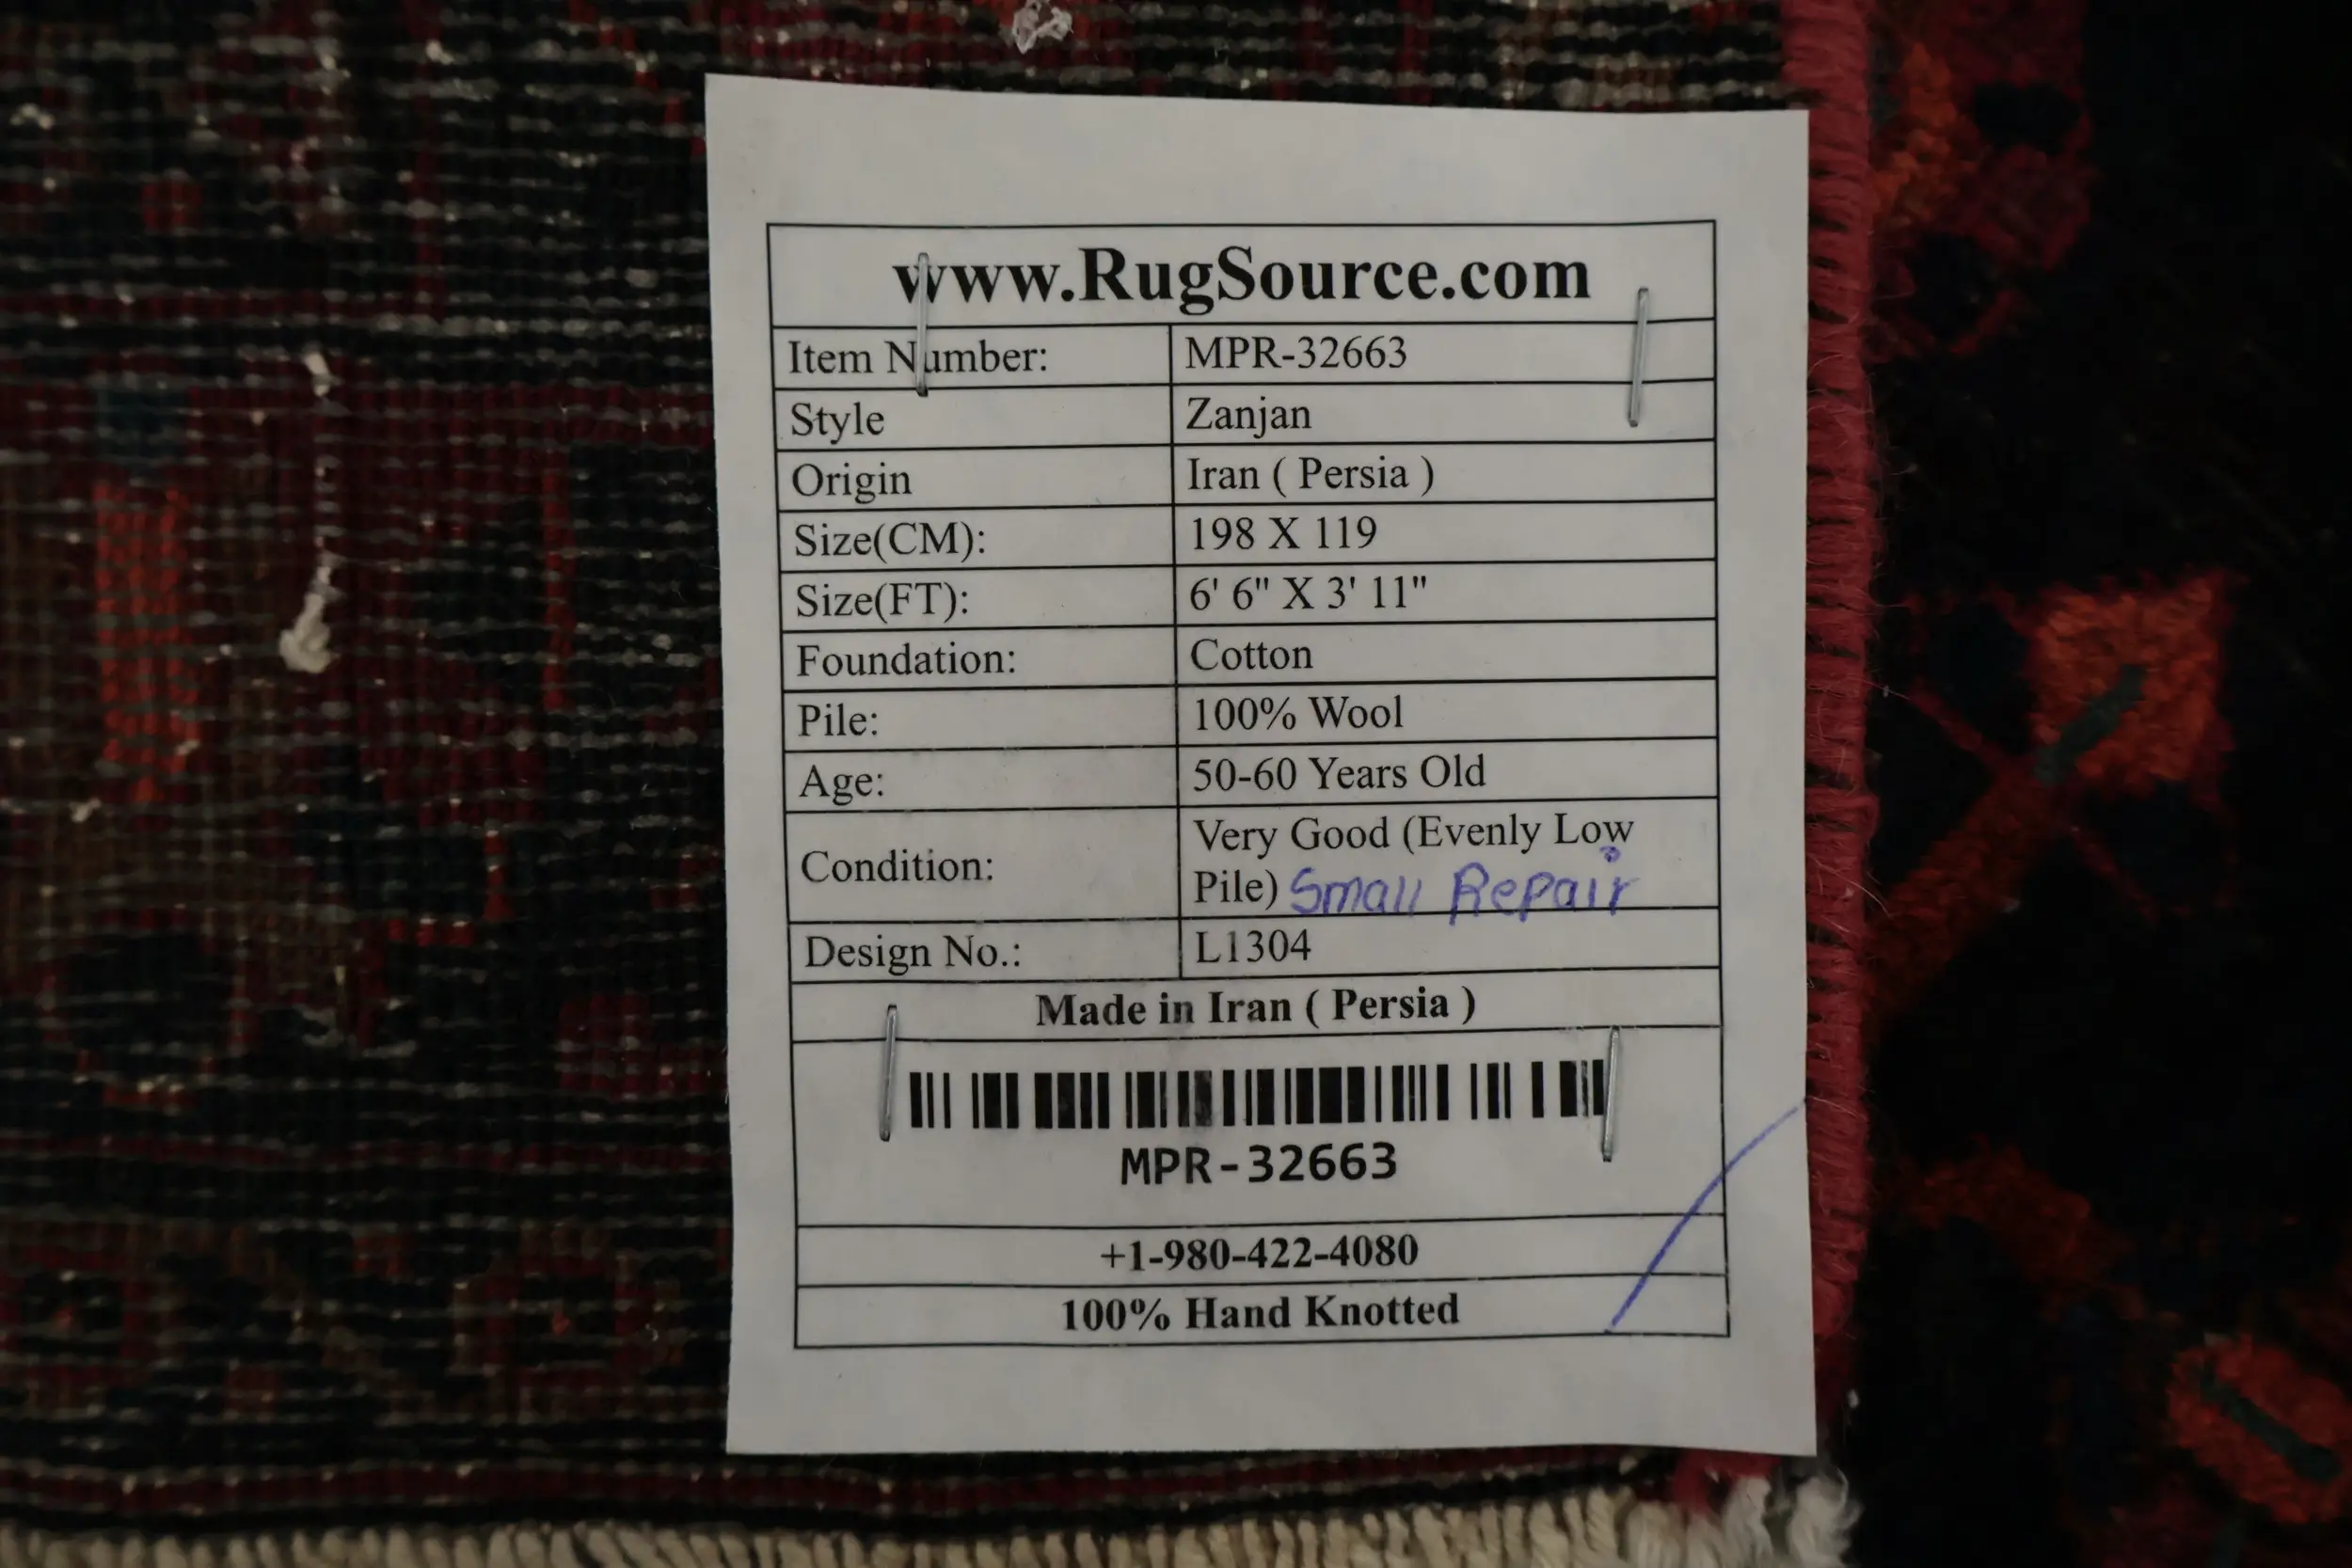 www.RugSource.com
Item Number: MPR-32663
Style Zanjan
Origin Iran ( Persia )
Size(CM): 198 X 119
Size(FT): 6' 6" X 3' 11"
Foundation: Cotton
Pile: 100% Wool
Age: 50-60 Years Old
Condition: Very Good (Evenly Low
Pile) Small Repair
Design No.: L1304
Made in Iran ( Persia )
MPR-32663
+1-980-422-4080
100% Hand Knotted